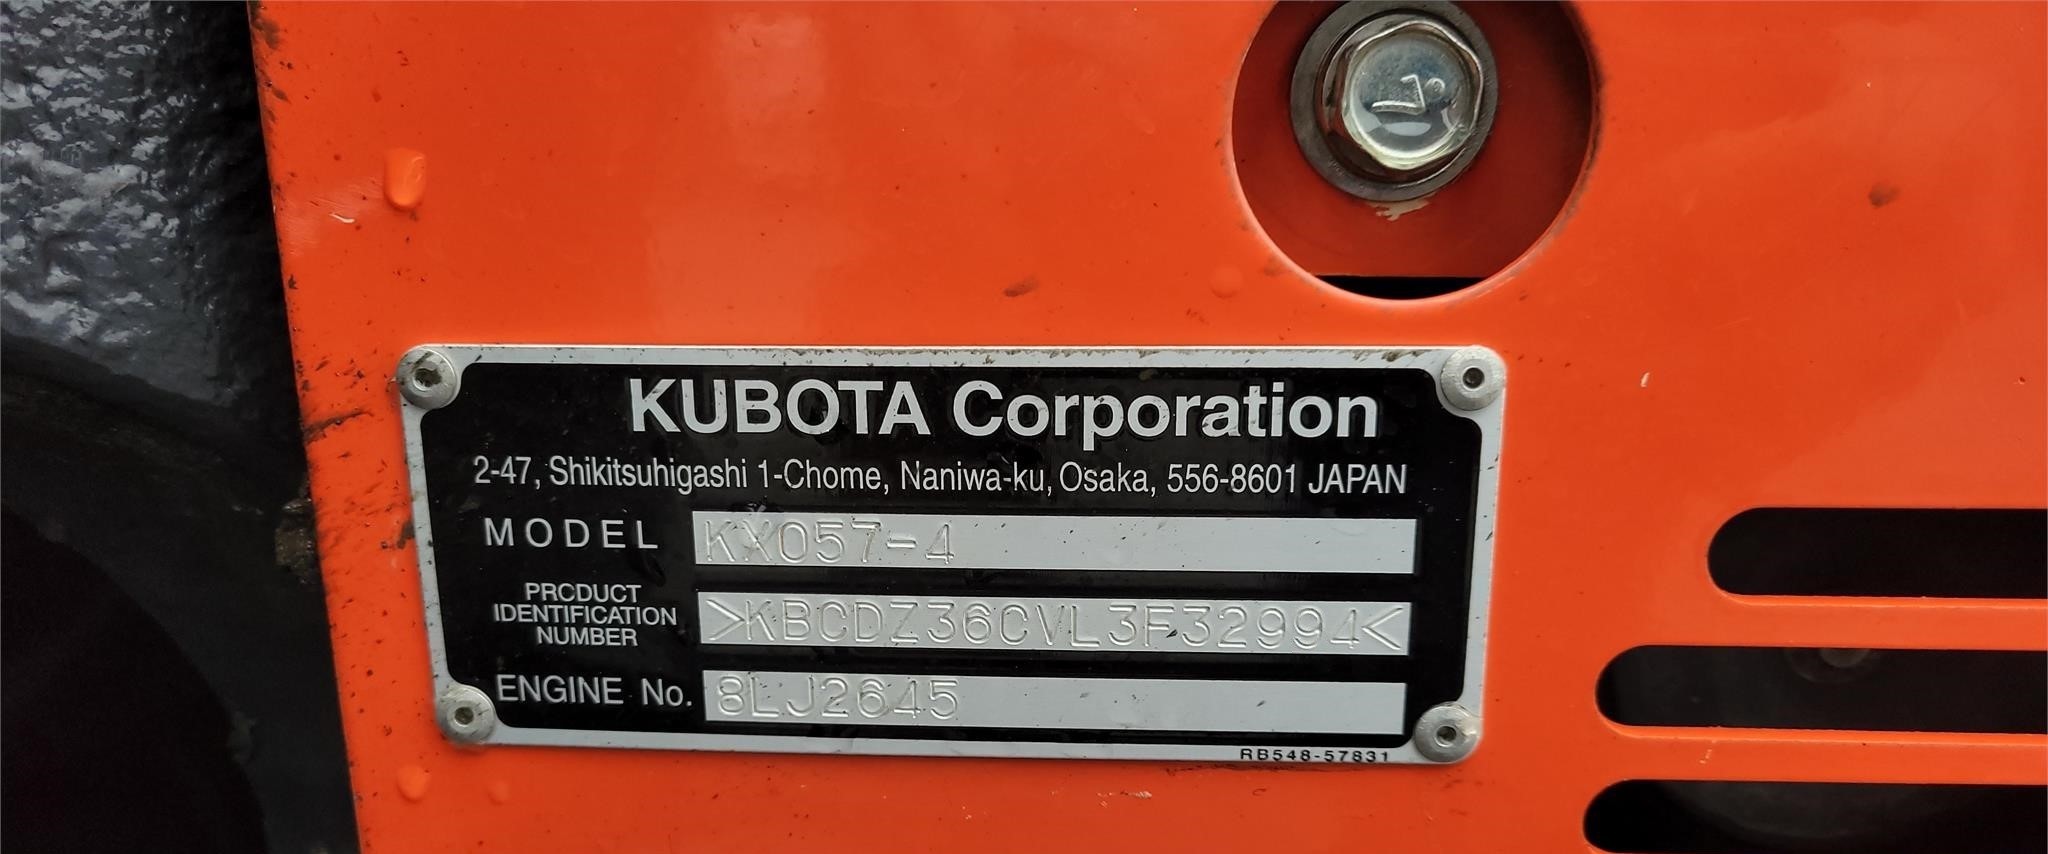 KUBOTA Corporation
2-47, Shikitsuhigashi 1-Chome, Naniwa-ku, Osaka, 556-8601 JAPAN
MODEL KX057-4
PRODUCT IDENTIFICATION NUMBER >KBCDZ36CVL3F32994<
ENGINE No. 8LJ2645
RB548-57831